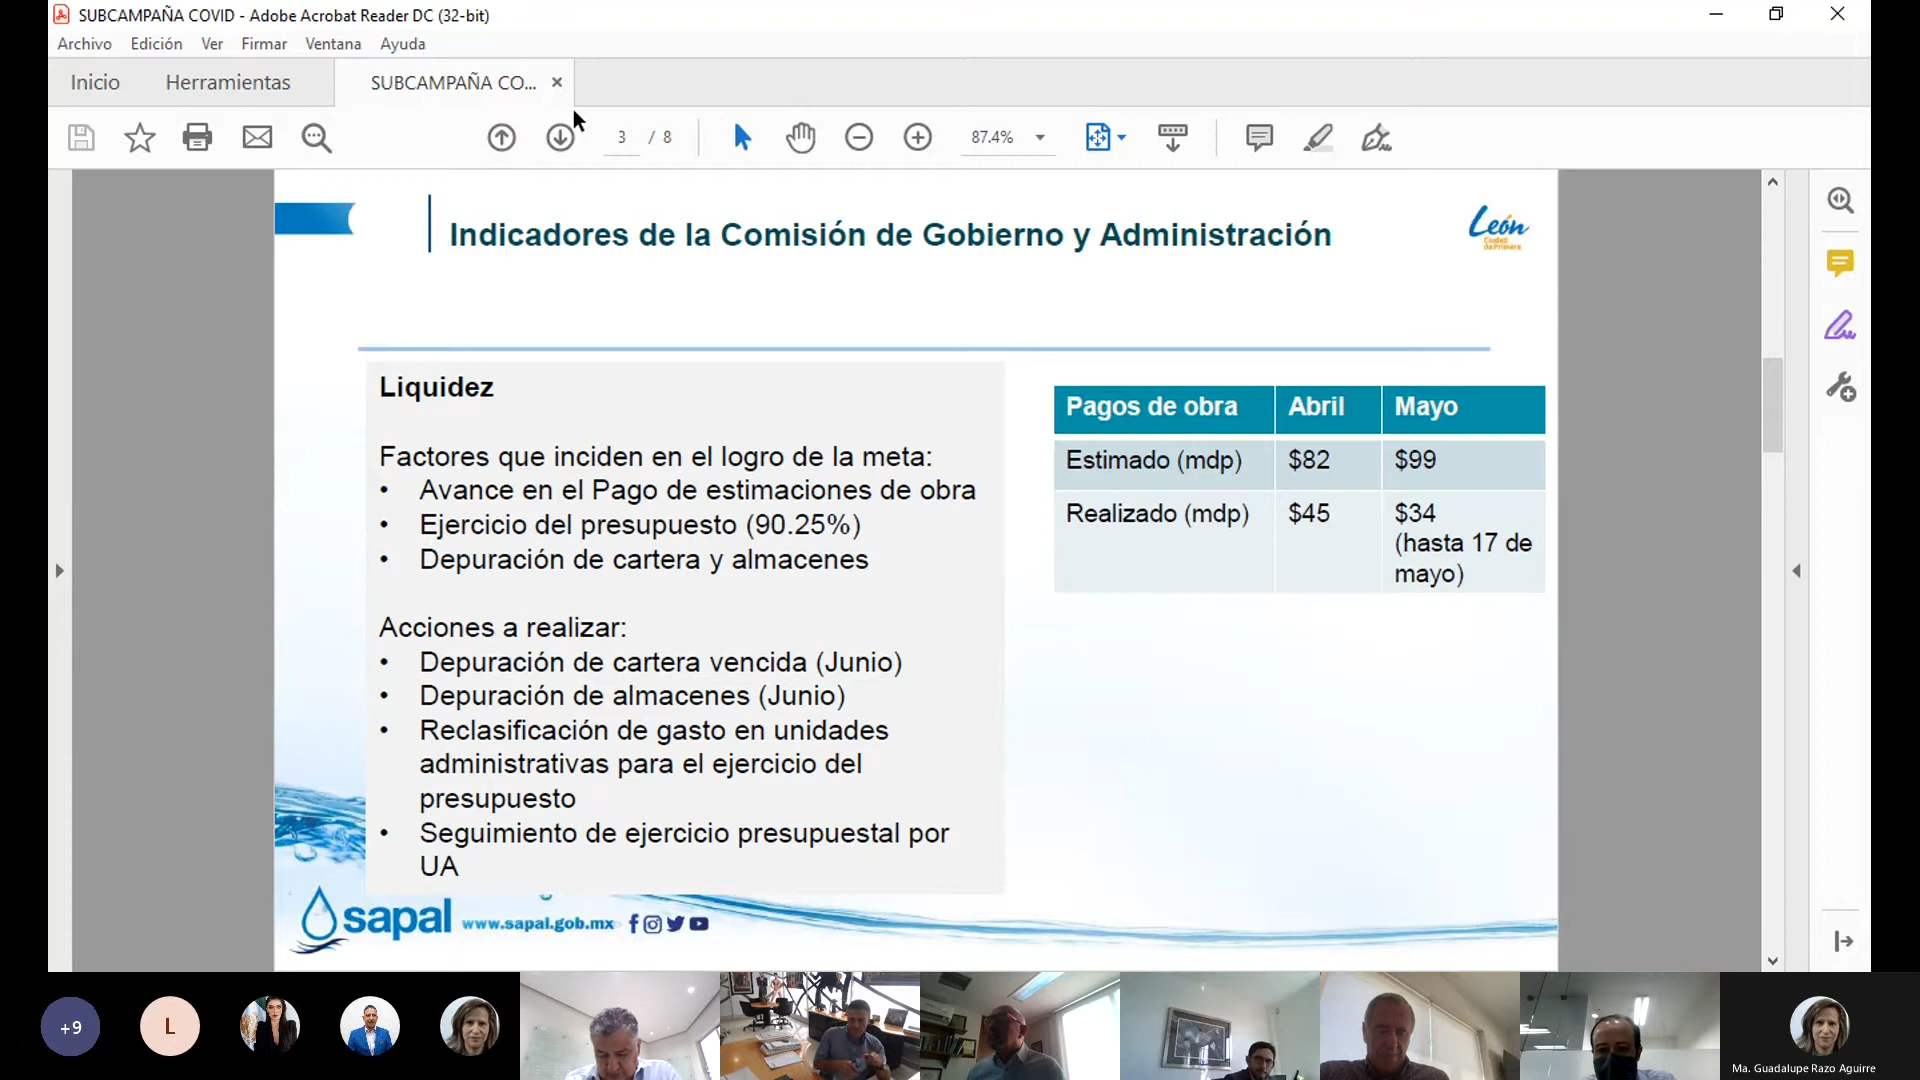 SUBCAMPAÑA COVID - Adobe Acrobat Reader DC (32-bit)
Archivo Edición Ver Firmar Ventana Ayuda
Inicio Herramientas SUBCAMPAÑA CO...
3 / 8 87.4%
Indicadores de la Comisión de Gobierno y Administración
León
Ciudad
de Primera
Liquidez
Factores que inciden en el logro de la meta:
• Avance en el Pago de estimaciones de obra
• Ejercicio del presupuesto (90.25%)
• Depuración de cartera y almacenes
Acciones a realizar:
• Depuración de cartera vencida (Junio)
• Depuración de almacenes (Junio)
• Reclasificación de gasto en unidades
administrativas para el ejercicio del
presupuesto
• Seguimiento de ejercicio presupuestal por
UA
Pagos de obra Abril Mayo
Estimado (mdp) $82 $99
Realizado (mdp) $45 $34
(hasta 17 de
mayo)
sapal www.sapal.gob.mx
+9
L
Ma. Guadalupe Razo Aguirre